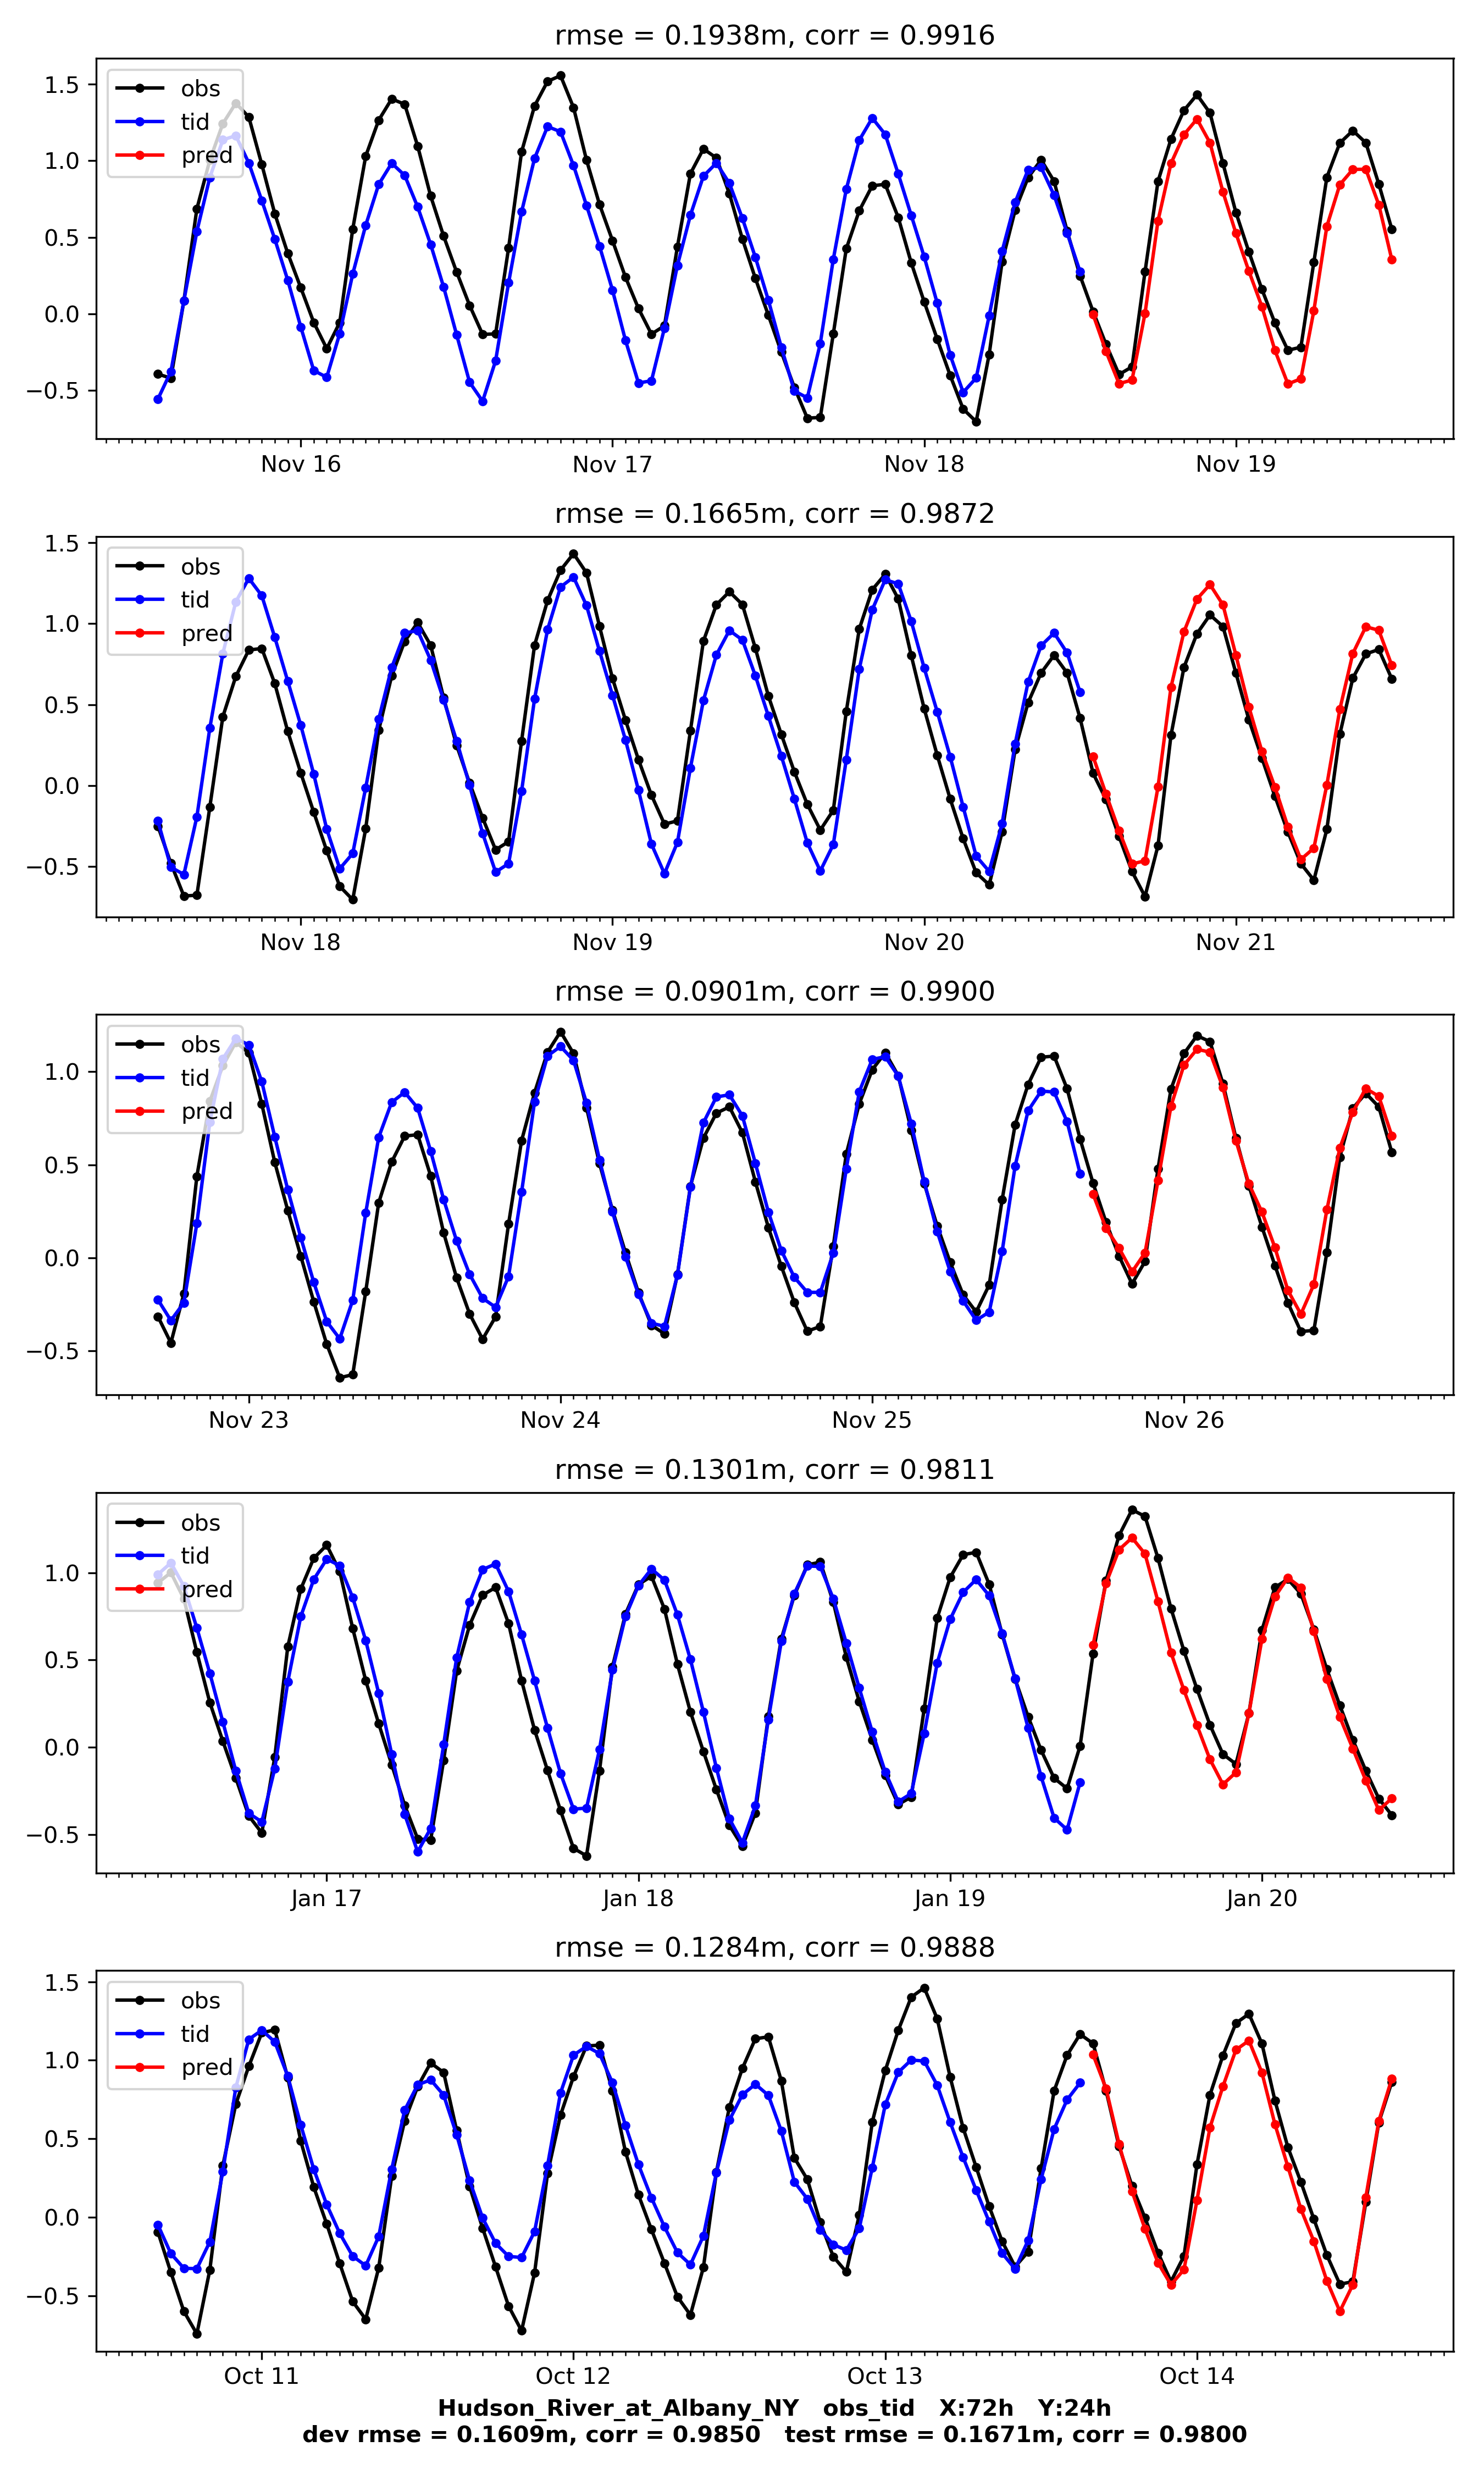 rmse = 0.1938m, corr = 0.9916
1.5
1.0
0.5
0.0
−0.5
obs
tid
pred
Nov 16 Nov 17 Nov 18 Nov 19
rmse = 0.1665m, corr = 0.9872
1.5
1.0
0.5
0.0
−0.5
obs
tid
pred
Nov 18 Nov 19 Nov 20 Nov 21
rmse = 0.0901m, corr = 0.9900
1.0
0.5
0.0
−0.5
obs
tid
pred
Nov 23 Nov 24 Nov 25 Nov 26
rmse = 0.1301m, corr = 0.9811
1.0
0.5
0.0
−0.5
obs
tid
pred
Jan 17 Jan 18 Jan 19 Jan 20
rmse = 0.1284m, corr = 0.9888
1.5
1.0
0.5
0.0
−0.5
obs
tid
pred
Oct 11 Oct 12 Oct 13 Oct 14
Hudson_River_at_Albany_NY obs_tid X:72h Y:24h
dev rmse = 0.1609m, corr = 0.9850 test rmse = 0.1671m, corr = 0.9800